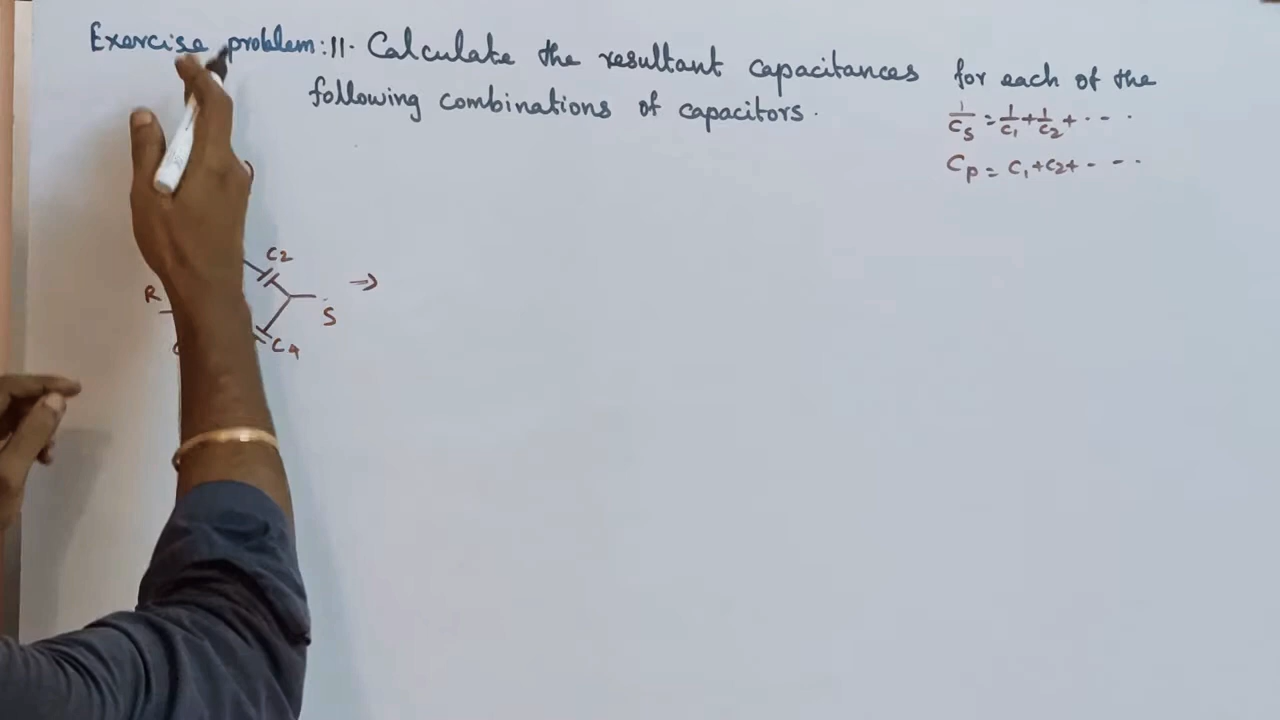 Exercise problem: 11. Calculate the resultant capacitances for each of the
following combinations of capacitors.
1/Cs = 1/C1 + 1/C2 + - - -
Cp = C1 + C2 + - - -
C2
R
S
C4